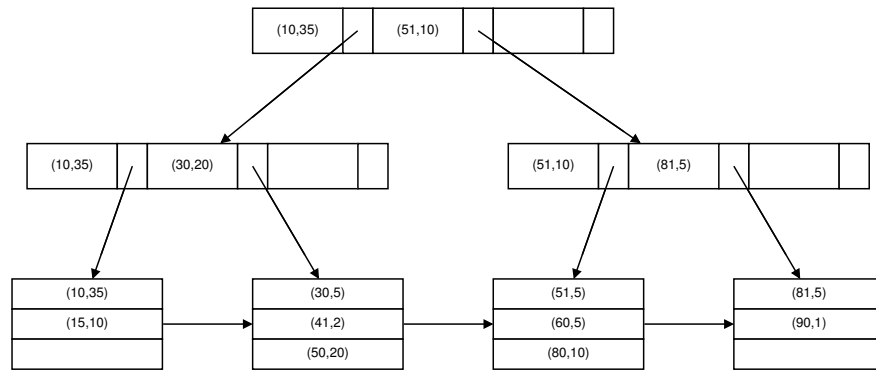 (10,35) (51,10)
(10,35) (30,20) (51,10) (81,5)
(10,35) (30,5) (51,5) (81,5)
(15,10) (41,2) (60,5) (90,1)
(50,20) (80,10)